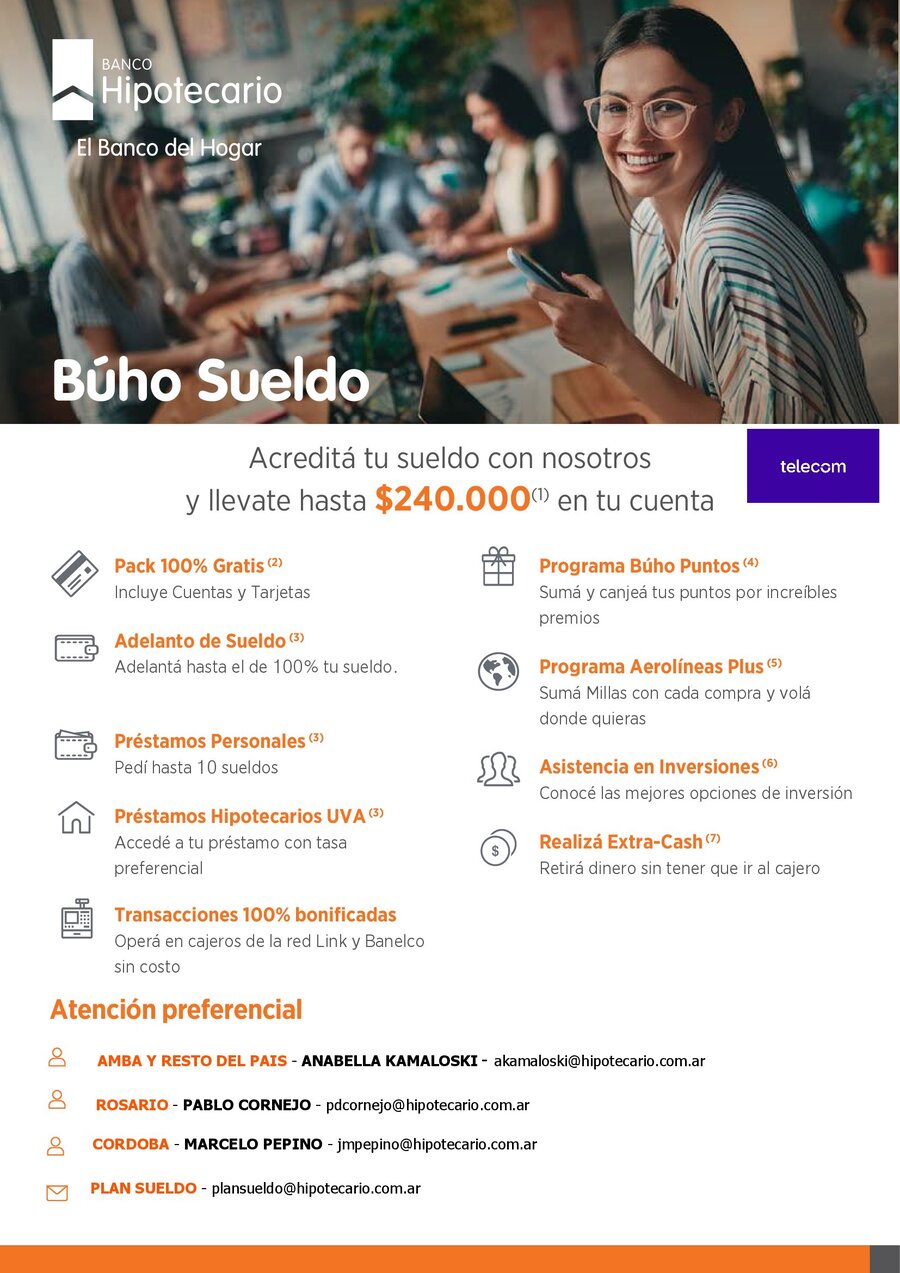 BANCO
Hipotecario
El Banco del Hogar
Búho Sueldo
Acreditá tu sueldo con nosotros
y llevate hasta $240.000(1) en tu cuenta
telecom
Pack 100% Gratis (2)
Incluye Cuentas y Tarjetas
Adelanto de Sueldo (3)
Adelantá hasta el de 100% tu sueldo.
Préstamos Personales (3)
Pedí hasta 10 sueldos
Préstamos Hipotecarios UVA (3)
Accedé a tu préstamo con tasa
preferencial
Transacciones 100% bonificadas
Operá en cajeros de la red Link y Banelco
sin costo
Programa Búho Puntos (4)
Sumá y canjeá tus puntos por increíbles
premios
Programa Aerolíneas Plus (5)
Sumá Millas con cada compra y volá
donde quieras
Asistencia en Inversiones (6)
Conocé las mejores opciones de inversión
$
Realizá Extra-Cash (7)
Retirá dinero sin tener que ir al cajero
Atención preferencial
AMBA Y RESTO DEL PAIS - ANABELLA KAMALOSKI - akamaloski@hipotecario.com.ar
ROSARIO - PABLO CORNEJO - pdcornejo@hipotecario.com.ar
CORDOBA - MARCELO PEPINO - jmpepino@hipotecario.com.ar
PLAN SUELDO - plansueldo@hipotecario.com.ar